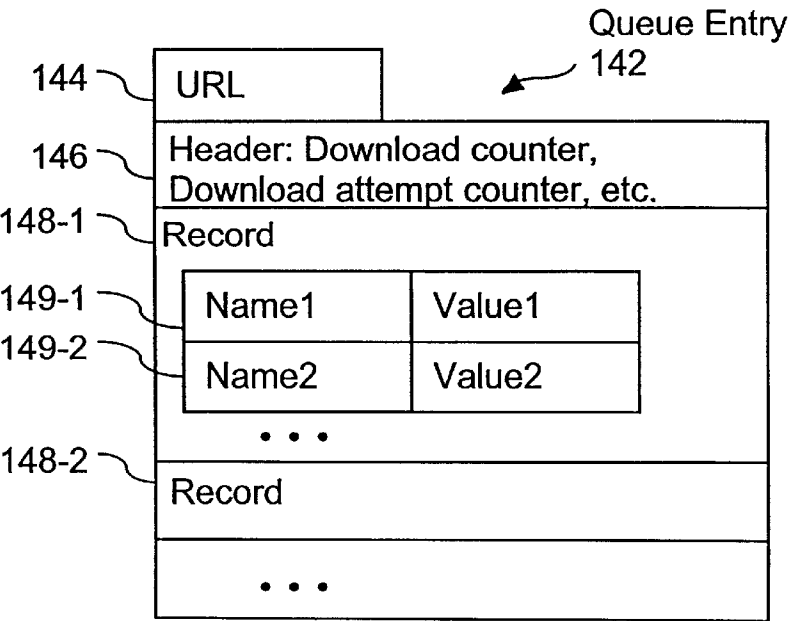 Queue Entry
142
144
URL
146
Header: Download counter,
Download attempt counter, etc.
148-1
Record
149-1
Name1 Value1
149-2
Name2 Value2
• • •
148-2
Record
• • •